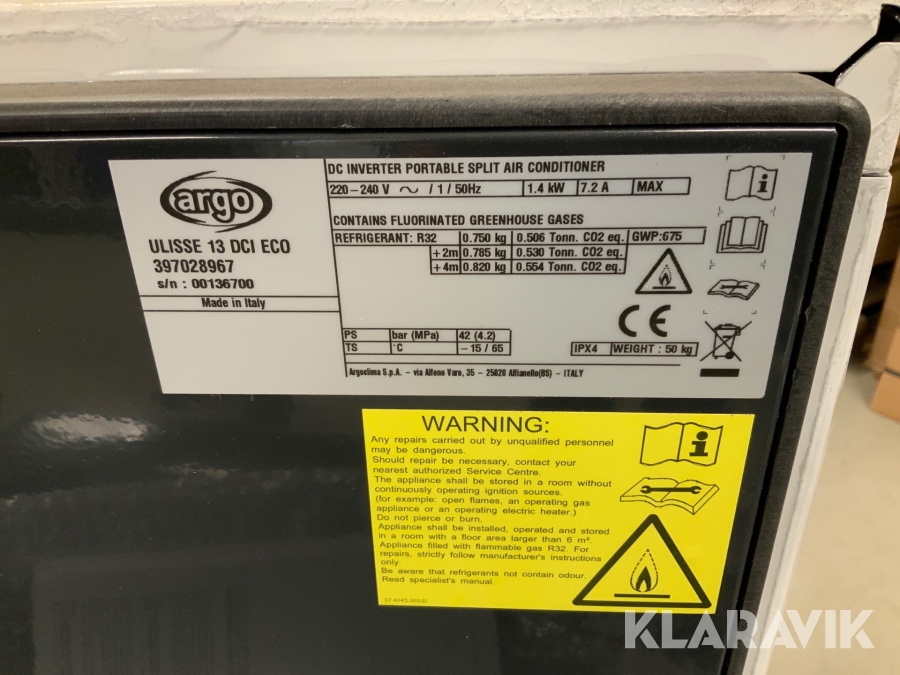 argo
ULISSE 13 DCI ECO
397028967
s/n : 00136700
Made in Italy
DC INVERTER PORTABLE SPLIT AIR CONDITIONER
220-240 V ~ / 1 / 50Hz 1.4 kW 7.2 A MAX
CONTAINS FLUORINATED GREENHOUSE GASES
REFRIGERANT: R32 0.750 kg 0.506 Tonn. CO2 eq. GWP:675
+2m 0.785 kg 0.530 Tonn. CO2 eq.
+4m 0.820 kg 0.554 Tonn. CO2 eq.
CE
PS bar (MPa) 42 (4.2)
TS °C -15 / 65
IPX4 WEIGHT : 50 kg
Argoclima S.p.A. - via Alfeno Varo, 35 - 25020 Alfianello(BS) - ITALY
WARNING:
Any repairs carried out by unqualified personnel
may be dangerous.
Should repair be necessary, contact your
nearest authorized Service Centre.
The appliance shall be stored in a room without
continuously operating ignition sources.
(for example: open flames, an operating gas
appliance or an operating electric heater.)
Do not pierce or burn.
Appliance shall be installed, operated and stored
in a room with a floor area larger than 6 m².
Appliance filled with flammable gas R32. For
repairs, strictly follow manufacturer's instructions
only.
Be aware that refrigerants not contain odour.
Read specialist's manual.
KLARAVIK